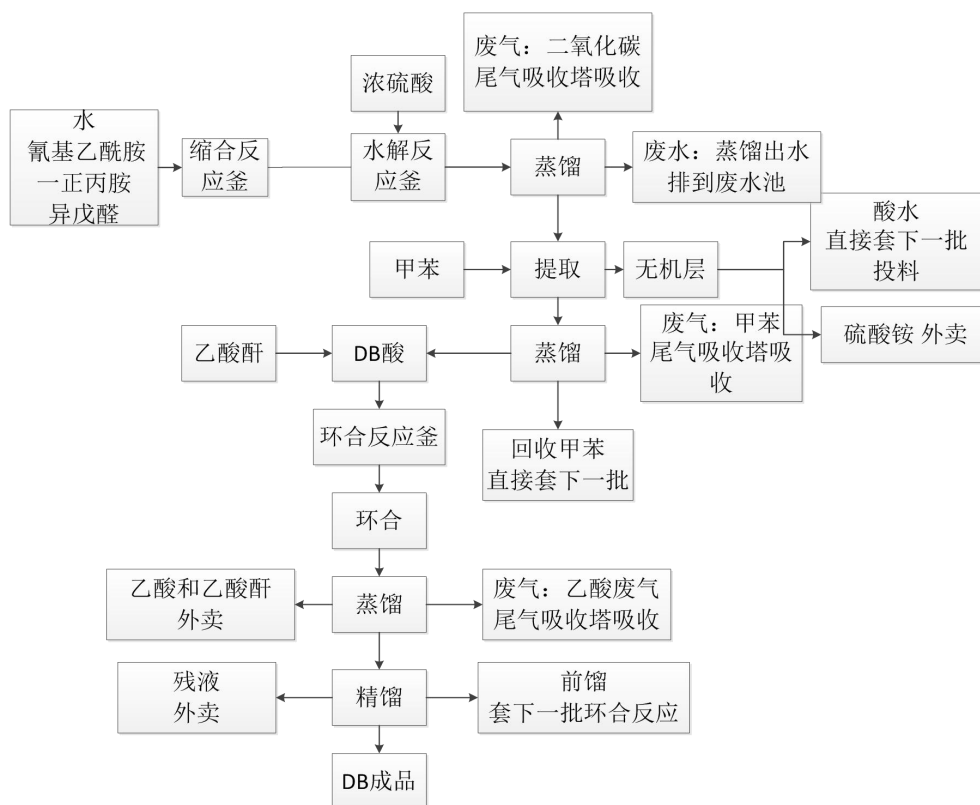 废气：二氧化碳
尾气吸收塔吸收
浓硫酸
水
氰基乙酰胺
一正丙胺
异戊醛
缩合反
应釜
水解反
应釜
蒸馏
废水：蒸馏出水
排到废水池
酸水
直接套下一批
投料
甲苯
提取
无机层
硫酸铵 外卖
乙酸酐
DB酸
蒸馏
废气：甲苯
尾气吸收塔吸
收
环合反应釜
回收甲苯
直接套下一批
环合
乙酸和乙酸酐
外卖
蒸馏
废气：乙酸废气
尾气吸收塔吸收
残液
外卖
精馏
前馏
套下一批环合反应
DB成品